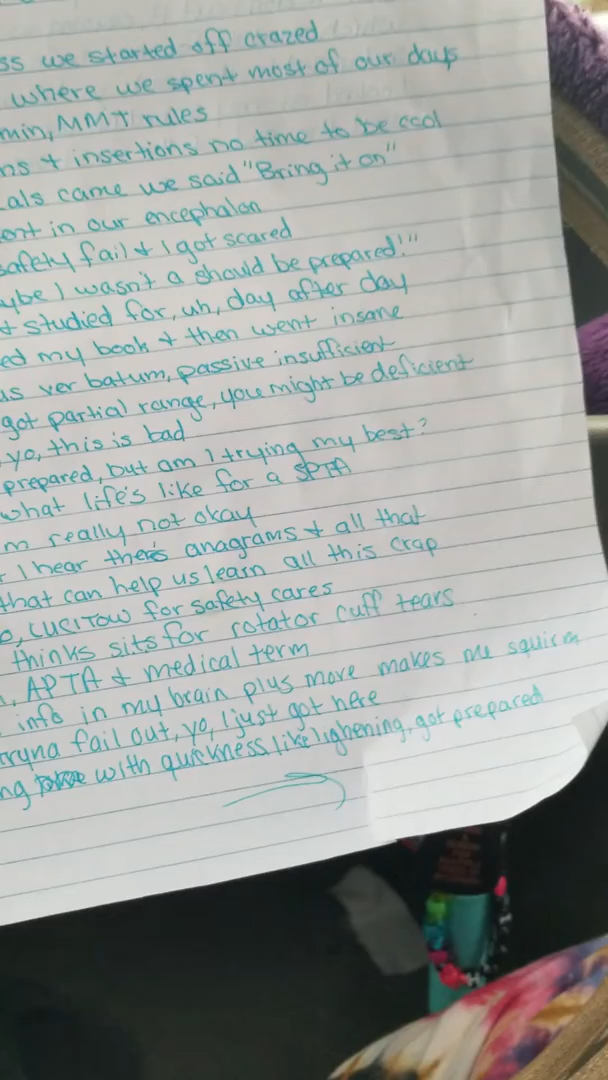 ss we started off crazed
where we spent most of our days
min, MMT rules
ns & insertions no time to be cool
als came we said "Bring it on"
ont in our encephalon
safety fail & I got scared
ybe I wasn't a should be prepared!"
t studied for, uh, day after day
ed my book & then went insane
us ver batum, passive insufficient
got partial range, you might be deficient
, yo, this is bad
prepared, but am I trying my best?
what life's like for a SPTA
m really not okay
r I hear there's anagrams & all that
that can help us learn all this crap
o, CUCITOW for safety cares
thinks sits for rotator cuff tears
, APTA & medical term
info in my brain plus more makes me squirm
tryna fail out, yo, I just got here
ng with quickness like lighening, got prepared